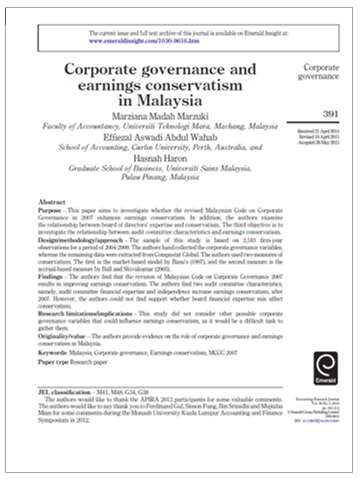 The current issue and full text archive of this journal is available on Emerald Insight at:
www.emeraldinsight.com/1030-9616.htm
Corporate governance and
earnings conservatism
in Malaysia
Marziana Madah Marzuki
Faculty of Accountancy, Universiti Teknologi Mara, Machang, Malaysia
Effiezal Aswadi Abdul Wahab
School of Accounting, Curtin University, Perth, Australia, and
Hasnah Haron
Graduate School of Business, Universiti Sains Malaysia,
Pulau Pinang, Malaysia
Corporate
governance
391
Received 21 April 2014
Revised 10 April 2015
Accepted 26 May 2015
Abstract
Purpose – This paper aims to investigate whether the revised Malaysian Code on Corporate
Governance in 2007 enhances earnings conservatism. In addition, the authors examine
the relationship between board of directors' expertise and conservatism. The third objective is to
investigate the relationship between audit committee characteristics and earnings conservatism.
Design/methodology/approach – The sample of this study is based on 3,183 firm-year
observations for a period of 2004-2009. The authors hand collected the corporate governance variables,
whereas the remaining data were extracted from Compustat Global. The authors used two measures of
conservatism. The first is the market-based model by Basu's (1997), and the second measure is the
accrual-based measure by Ball and Shivakumar (2005).
Findings – The authors find that the revision of Malaysian Code on Corporate Governance 2007
results in improving earnings conservatism. The authors find two audit committee characteristics,
namely, audit committee financial expertise and independence increase earnings conservatism, after
2007. However, the authors could not find support whether board financial expertise mix affect
conservatism.
Research limitations/implications – This study did not consider other possible corporate
governance variables that could influence earnings conservatism, as it would be a difficult task to
gather them.
Originality/value – The authors provide evidence on the role of corporate governance and earnings
conservatism in Malaysia.
Keywords Malaysia, Corporate governance, Earnings conservatism, MCCG 2007
Paper type Research paper
JEL classification – M41, M48, G34, G38
The authors would like to thank the APIRA 2013 participants for some valuable comments.
The authors would like to say thank you to Ferdinand Gul, Simon Fung, Bin Srinidhi and Mujtaba
Mian for some comments during the Monash University Kuala Lumpur Accounting and Finance
Symposium in 2012.
Emerald
Accounting Research Journal
© Emerald Group Publishing Limited